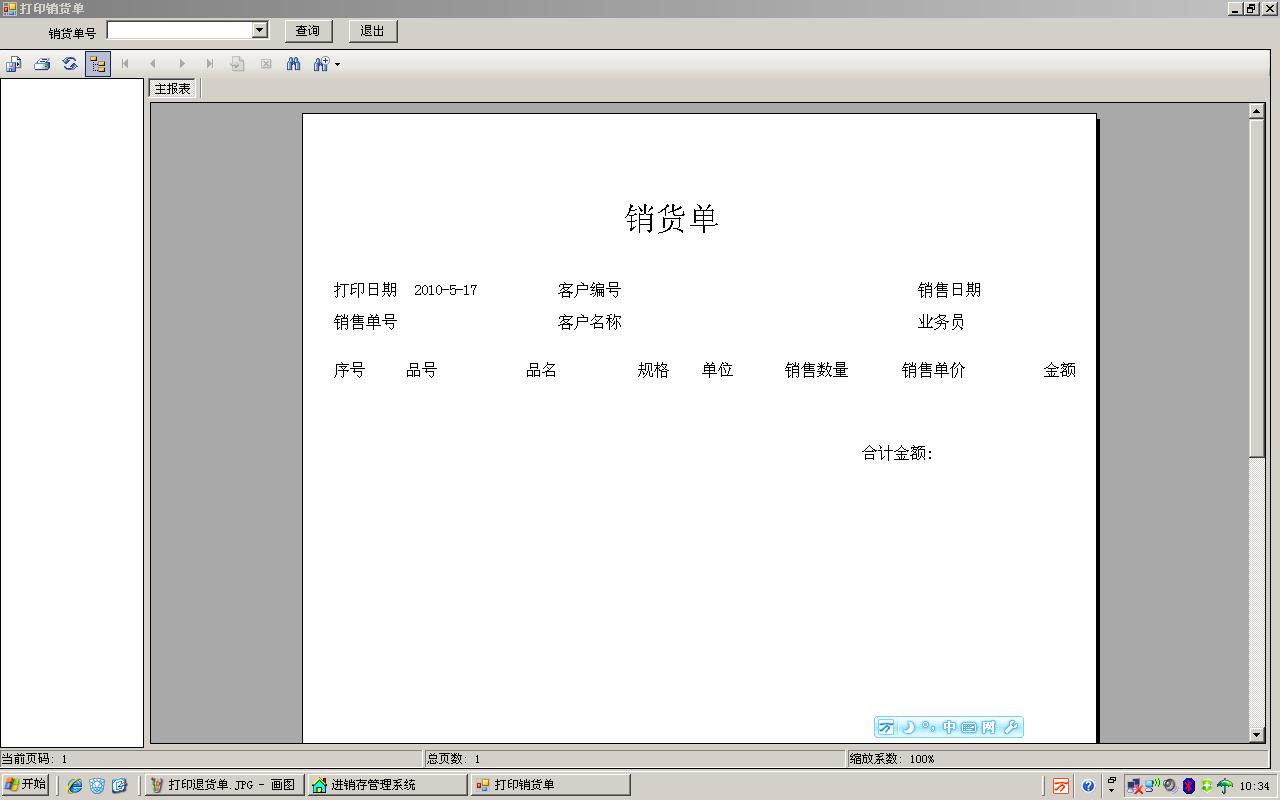 打印销货单
销货单号 查询 退出
主报表
销货单
打印日期 2010-5-17 客户编号 销售日期
销售单号 客户名称 业务员
序号 品号 品名 规格 单位 销售数量 销售单价 金额
合计金额:
中 网
当前页码: 1 总页数: 1 缩放系数: 100%
开始 打印退货单.JPG - 画图 进销存管理系统 打印销货单 10:34